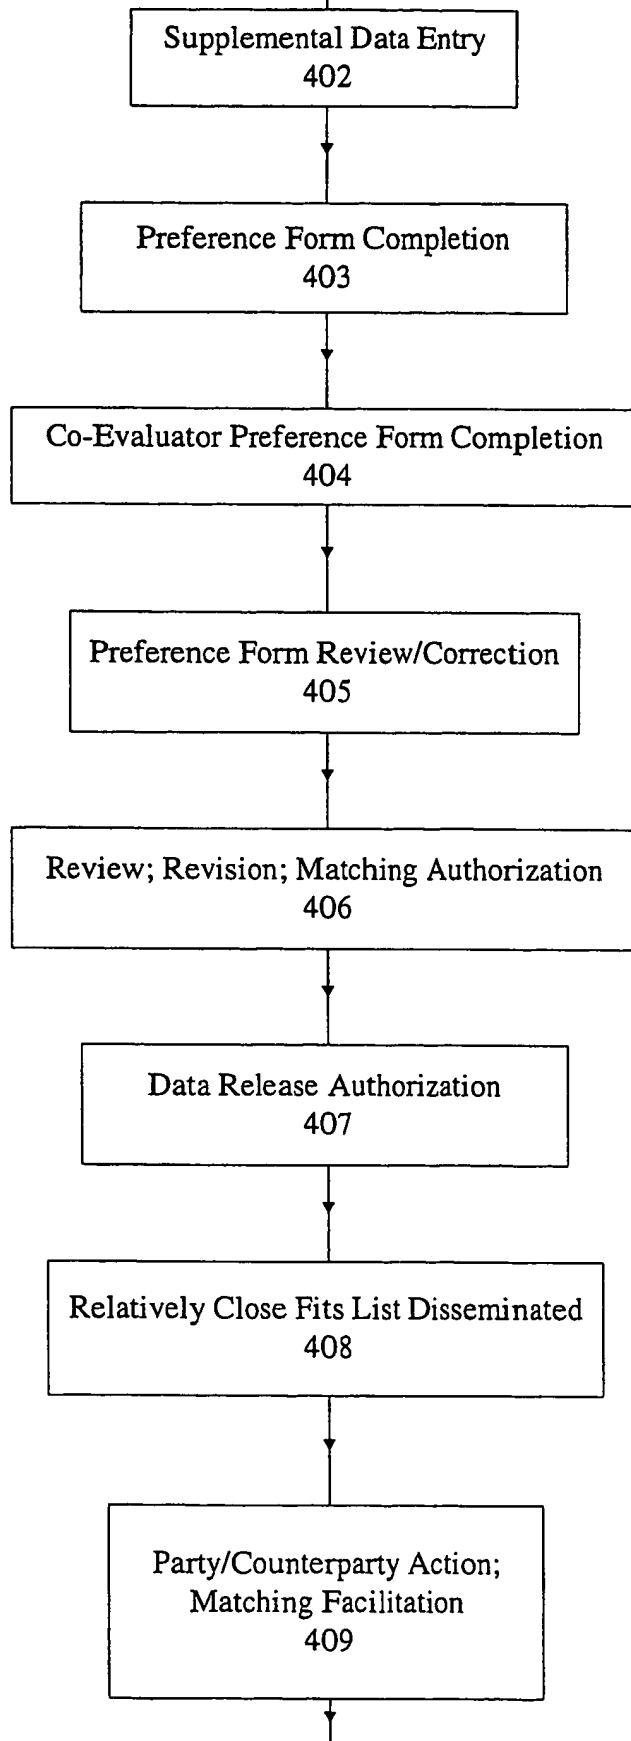 Supplemental Data Entry
402
Preference Form Completion
403
Co-Evaluator Preference Form Completion
404
Preference Form Review/Correction
405
Review; Revision; Matching Authorization
406
Data Release Authorization
407
Relatively Close Fits List Disseminated
408
Party/Counterparty Action;
Matching Facilitation
409